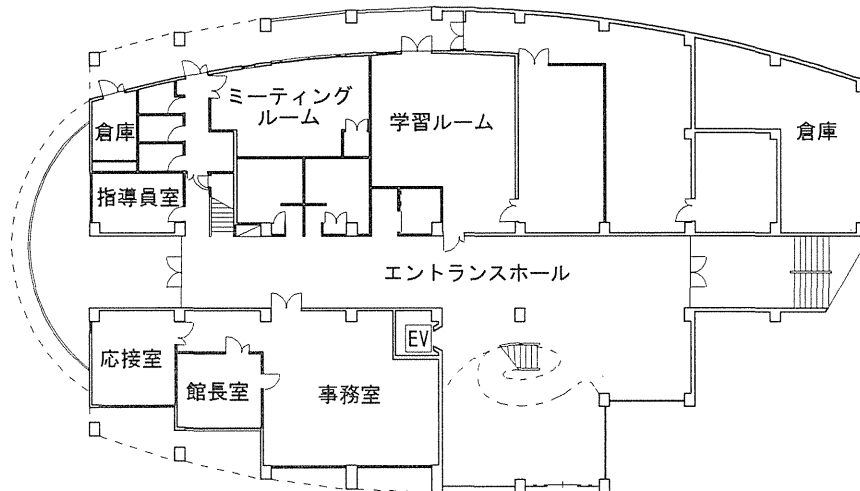 ミーティング
ルーム
学習ルーム
倉庫
倉庫
指導員室
エントランスホール
EV
応接室
館長室
事務室